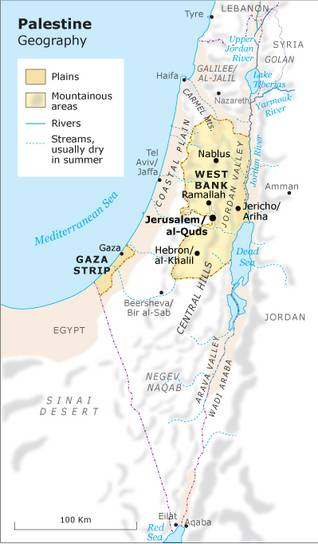 Palestine
Geography
Plains
Mountainous
areas
Rivers
Streams,
usually dry
in summer
Tyre
LEBANON
Upper
Jordan
River
SYRIA
GOLAN
GALILEE/
AL-JALIL
Haifa
Lake
Tiberias
CARMEL Mts.
Nazareth
Yarmouk
River
COASTAL PLAIN
Nablus
JORDAN VALLEY
Jordan River
Tel
Aviv/
Jaffa
WEST
BANK
Ramallah
Amman
Jericho/
Ariha
Jerusalem/
al-Quds
Mediterranean Sea
Gaza
GAZA
STRIP
Hebron/
al-Khalil
Dead
Sea
CENTRAL HILLS
Beersheva/
Bir al-Sab
JORDAN
EGYPT
NEGEV
NAQAB
ARAVA VALLEY
WADI ARABA
SINAI
DESERT
100 Km
Eilat
Aqaba
Red
Sea